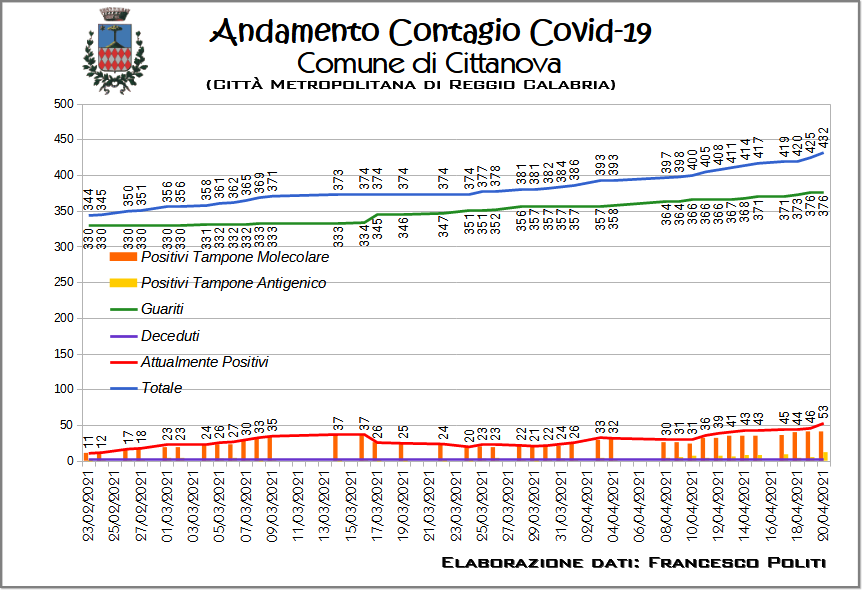 Andamento Contagio Covid-19
Comune di Cittanova
(Città Metropolitana di Reggio Calabria)
500
450
400
350
300
250
200
150
100
50
0
344 345 350 351 356 356 358 361 362 365 369 371 373 374 374 374 374 377 378 381 381 382 384 386 393 393 397 398 400 405 408 411 414 417 419 420 425 432
330 330 330 330 330 330 331 332 332 332 333 333 333 334 345 346 347 351 351 352 356 357 357 357 357 357 358 364 364 366 366 366 367 368 371 371 373 376 376
Positivi Tampone Molecolare
Positivi Tampone Antigenico
Guariti
Deceduti
Attualmente Positivi
Totale
11 12 17 18 23 23 24 26 27 30 33 35 37 37 26 25 24 20 23 23 22 21 22 24 26 33 32 30 31 31 36 39 41 43 43 45 44 46 53
23/02/2021 25/02/2021 27/02/2021 01/03/2021 03/03/2021 05/03/2021 07/03/2021 09/03/2021 11/03/2021 13/03/2021 15/03/2021 17/03/2021 19/03/2021 21/03/2021 23/03/2021 25/03/2021 27/03/2021 29/03/2021 31/03/2021 02/04/2021 04/04/2021 06/04/2021 08/04/2021 10/04/2021 12/04/2021 14/04/2021 16/04/2021 18/04/2021 20/04/2021
Elaborazione dati: Francesco Politi